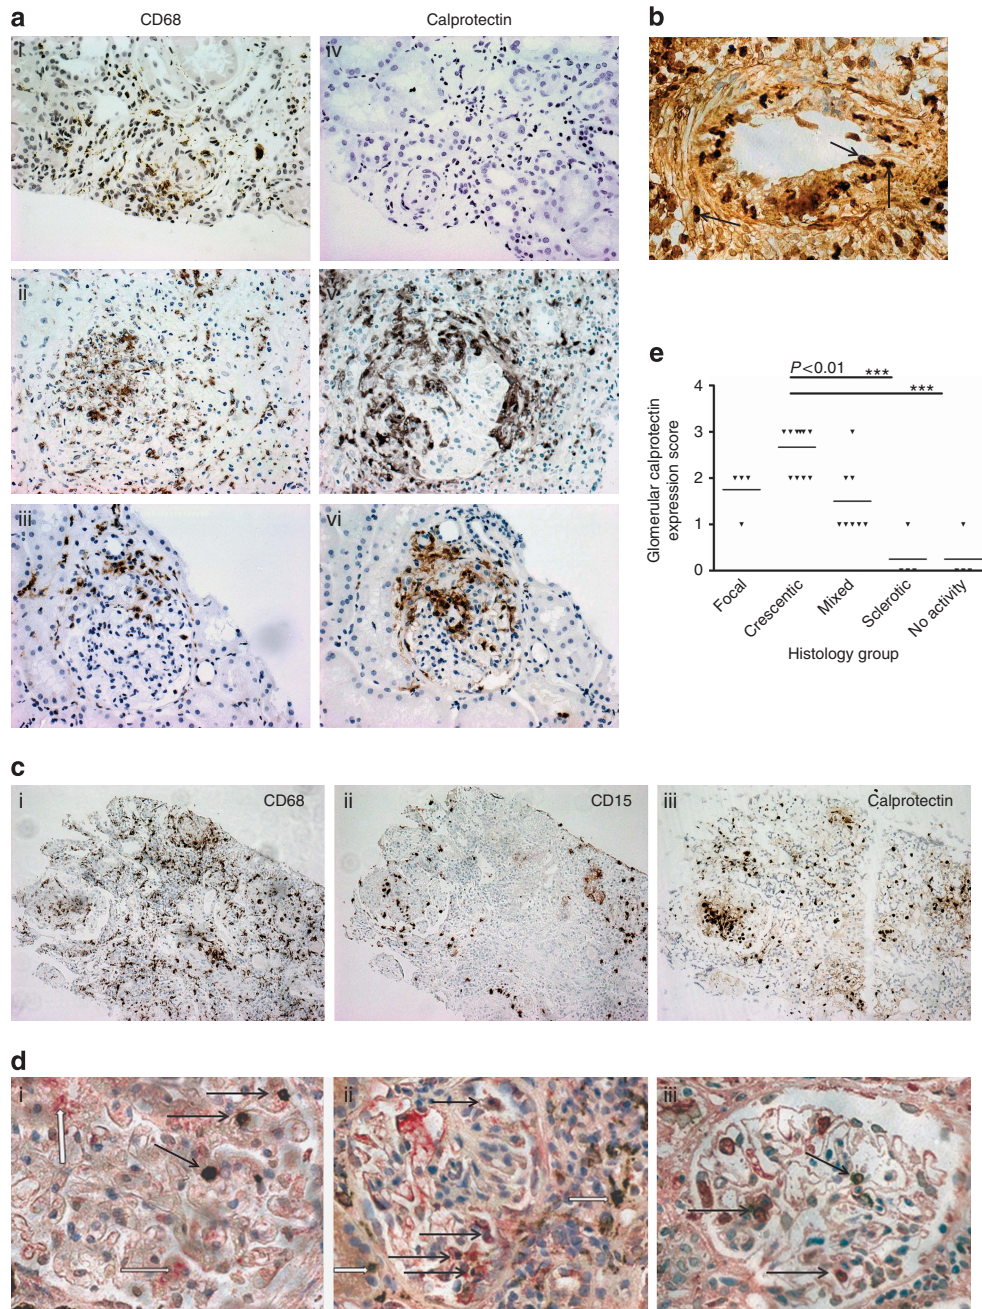 a
CD68
Calprotectin
b
i
iv
ii
v
iii
vi
e
P<0.01
***
***
4
3
2
1
0
Glomerular calprotectin
expression score
Focal
Crescentic
Mixed
Sclerotic
No activity
Histology group
c
i
CD68
ii
CD15
iii
Calprotectin
d
i
ii
iii